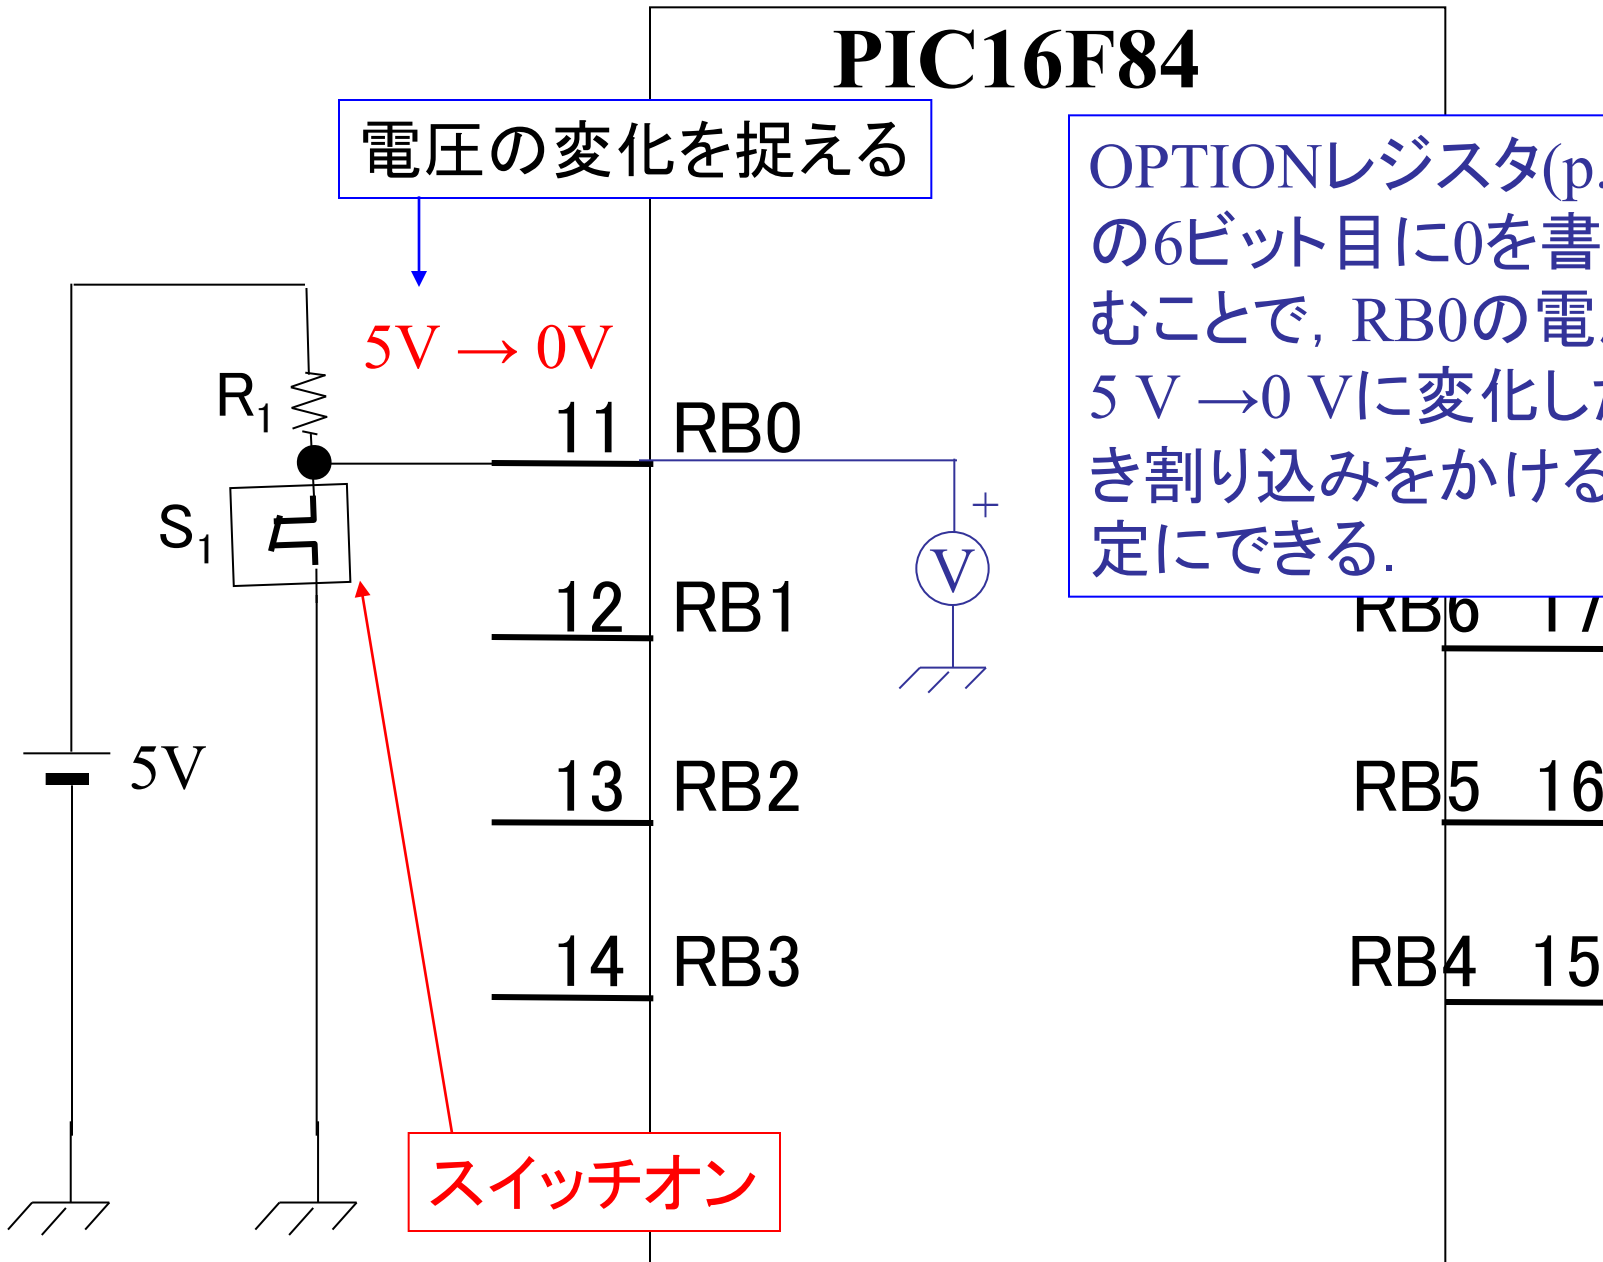 PIC16F84
電圧の変化を捉える
OPTIONレジスタ(p.
の6ビット目に0を書
むことで, RB0の電
5 V →0 Vに変化し
き割り込みをかける
定にできる.
5V → 0V
R1
11 RB0
S1
+
V
12 RB1
RB6 17
5V
13 RB2
RB5 16
14 RB3
RB4 15
スイッチオン